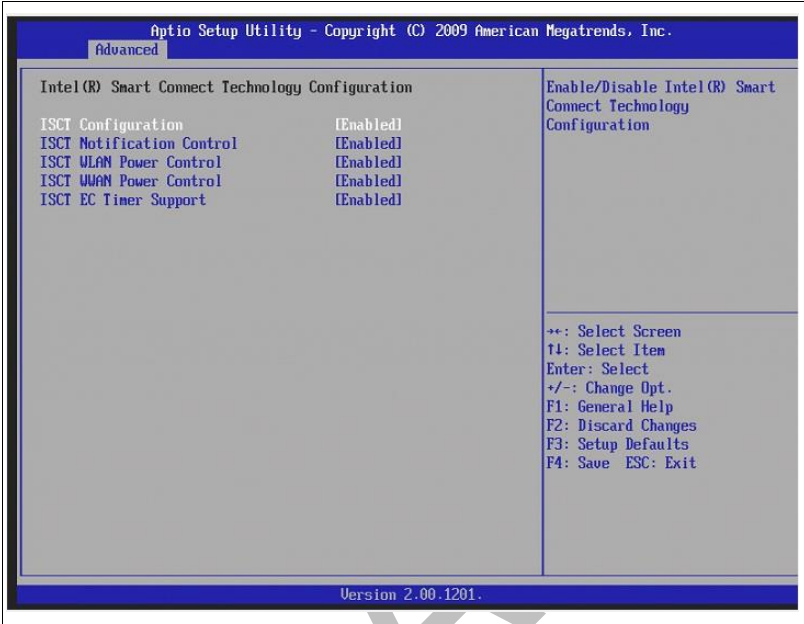 Aptio Setup Utility - Copyright (C) 2009 American Megatrends, Inc.
Advanced
Intel(R) Smart Connect Technology Configuration
ISCT Configuration [Enabled]
ISCT Notification Control [Enabled]
ISCT WLAN Power Control [Enabled]
ISCT WWAN Power Control [Enabled]
ISCT EC Timer Support [Enabled]
Enable/Disable Intel(R) Smart
Connect Technology
Configuration
→←: Select Screen
↑↓: Select Item
Enter: Select
+/-: Change Opt.
F1: General Help
F2: Discard Changes
F3: Setup Defaults
F4: Save ESC: Exit
Version 2.00.1201.